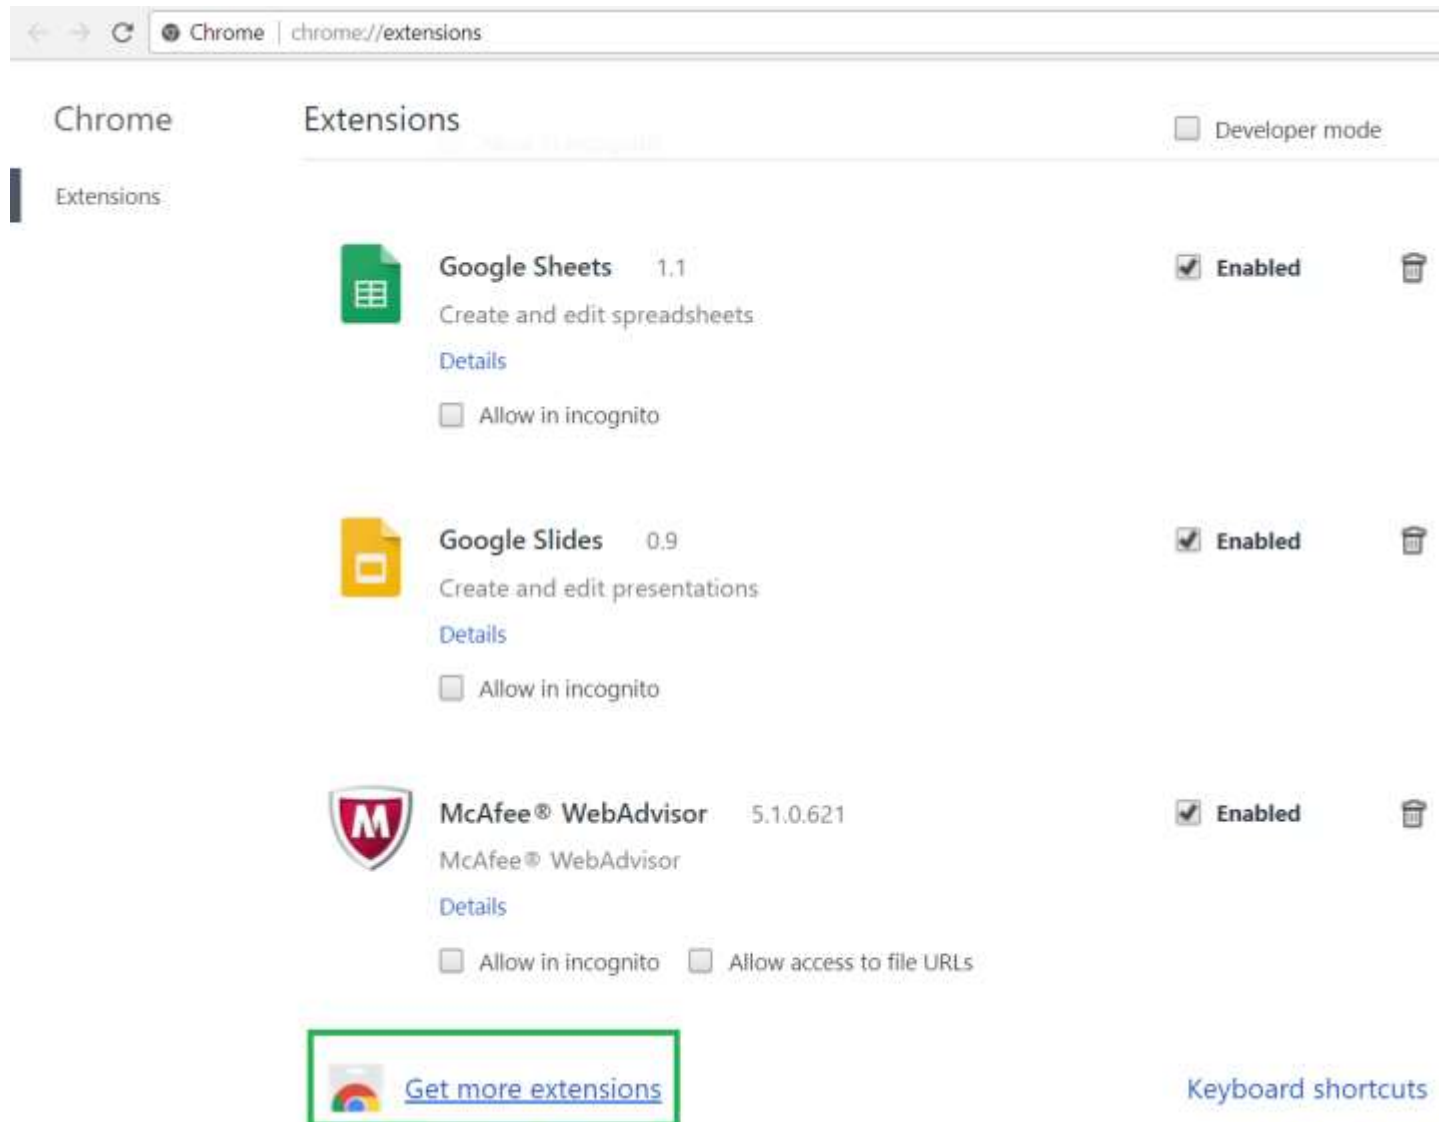 Chrome | chrome://extensions
Chrome Extensions Developer mode
Extensions
Google Sheets 1.1 Enabled
Create and edit spreadsheets
Details
Allow in incognito
Google Slides 0.9 Enabled
Create and edit presentations
Details
Allow in incognito
M McAfee® WebAdvisor 5.1.0.621 Enabled
McAfee® WebAdvisor
Details
Allow in incognito Allow access to file URLs
Get more extensions Keyboard shortcuts